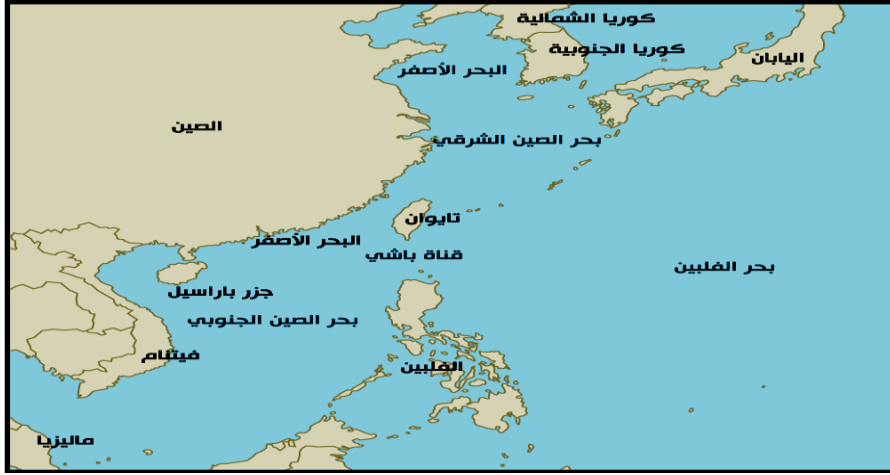 كوريا الشمالية
كوريا الجنوبية
اليابان
البحر الأصفر
الصين
بحر الصين الشرقي
تايوان
البحر الأصفر
قناة باشي
بحر الفلبين
جزر باراسيل
بحر الصين الجنوبي
فيتنام
الفلبين
ماليزيا